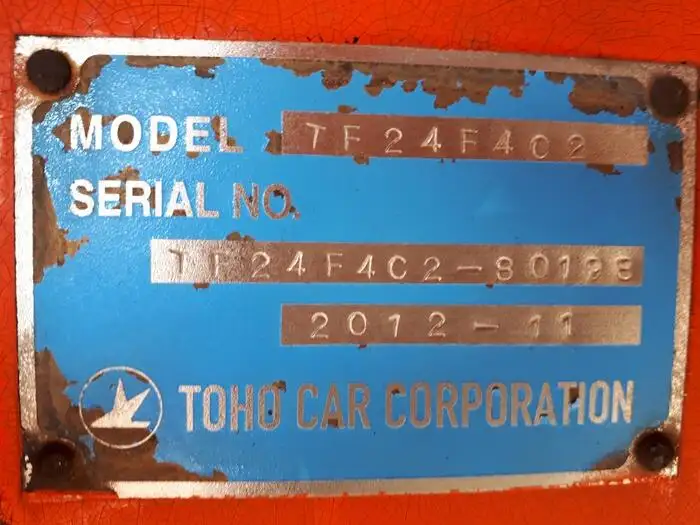 MODEL TF24F4C2
SERIAL NO.
TF24F4C2-80198
2012-11
TOHO CAR CORPORATION